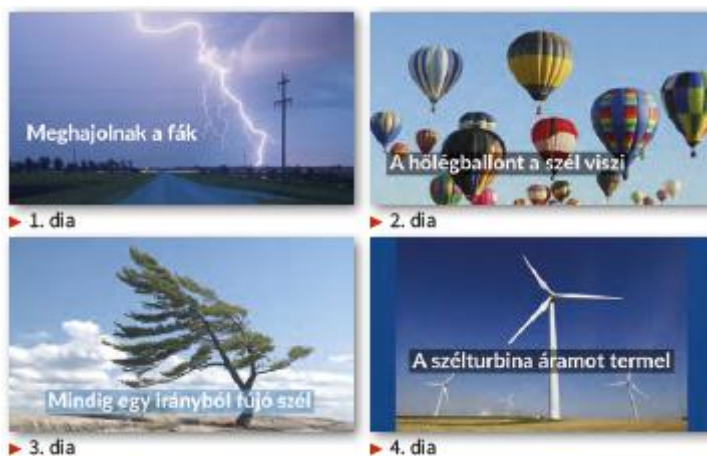 Meghajolnak a fák
A hőlégballont a szél viszi
▶ 1. dia
▶ 2. dia
Mindig egy irányból fújó szél
A szélturbina áramot termel
▶ 3. dia
▶ 4. dia